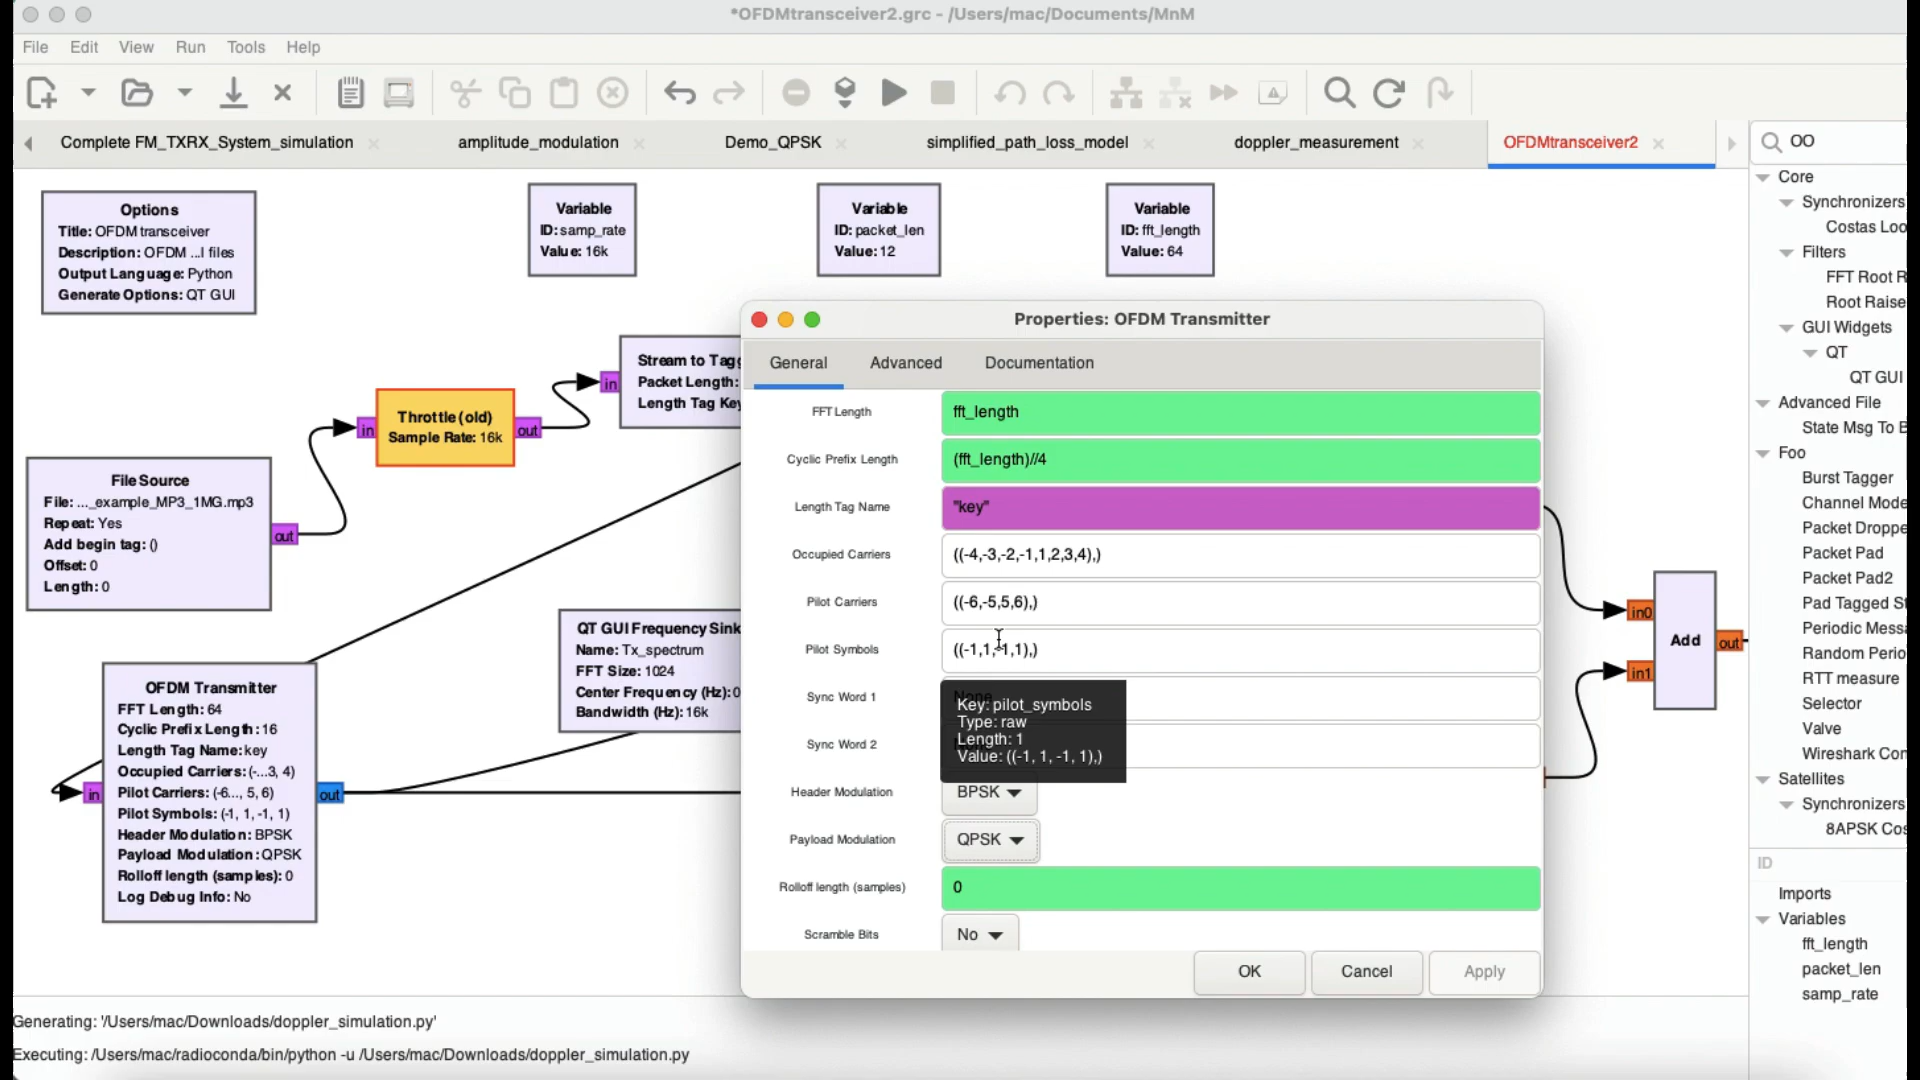 *OFDMtransceiver2.grc - /Users/mac/Documents/MnM
File Edit View Run Tools Help
Complete FM_TXRX_System_simulation amplitude_modulation Demo_QPSK simplified_path_loss_model doppler_measurement OFDMtransceiver2
OO
Options
Title: OFDM transceiver
Description: OFDM ...l files
Output Language: Python
Generate Options: QT GUI
Variable
ID: samp_rate
Value: 16k
Variable
ID: packet_len
Value: 12
Variable
ID: fft_length
Value: 64
Stream to Tagg
Packet Length:
Length Tag Key
in
Throttle (old)
Sample Rate: 16k
in
out
File Source
File: ..._example_MP3_1MG.mp3
Repeat: Yes
Add begin tag: ()
Offset: 0
Length: 0
out
QT GUI Frequency Sink
Name: Tx_spectrum
FFT Size: 1024
Center Frequency (Hz): 0
Bandwidth (Hz): 16k
OFDM Transmitter
FFT Length: 64
Cyclic Prefix Length: 16
Length Tag Name: key
Occupied Carriers: (-...3, 4)
Pilot Carriers: (-6..., 5, 6)
Pilot Symbols: (-1, 1, -1, 1)
Header Modulation: BPSK
Payload Modulation: QPSK
Rolloff length (samples): 0
Log Debug Info: No
in
out
Properties: OFDM Transmitter
General Advanced Documentation
FFT Length fft_length
Cyclic Prefix Length (fft_length)//4
Length Tag Name "key"
Occupied Carriers ((-4,-3,-2,-1,1,2,3,4),)
Pilot Carriers ((-6,-5,5,6),)
Pilot Symbols ((-1,1,-1,1),)
Sync Word 1 None
Sync Word 2
Key: pilot_symbols
Type: raw
Length: 1
Value: ((-1, 1, -1, 1),)
Header Modulation BPSK
Payload Modulation QPSK
Rolloff length (samples) 0
Scramble Bits No
OK Cancel Apply
in0
in1
Add
out
Core
Synchronizers
Costas Loo
Filters
FFT Root R
Root Raise
GUI Widgets
QT
QT GUI
Advanced File
State Msg To B
Foo
Burst Tagger
Channel Mode
Packet Droppe
Packet Pad
Packet Pad2
Pad Tagged St
Periodic Messa
Random Perio
RTT measure
Selector
Valve
Wireshark Con
Satellites
Synchronizers
8APSK Cos
ID
Imports
Variables
fft_length
packet_len
samp_rate
Generating: '/Users/mac/Downloads/doppler_simulation.py'
Executing: /Users/mac/radioconda/bin/python -u /Users/mac/Downloads/doppler_simulation.py